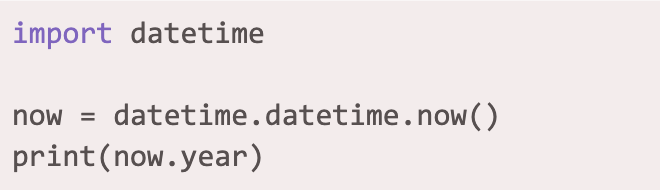 import datetime
now = datetime.datetime.now()
print(now.year)